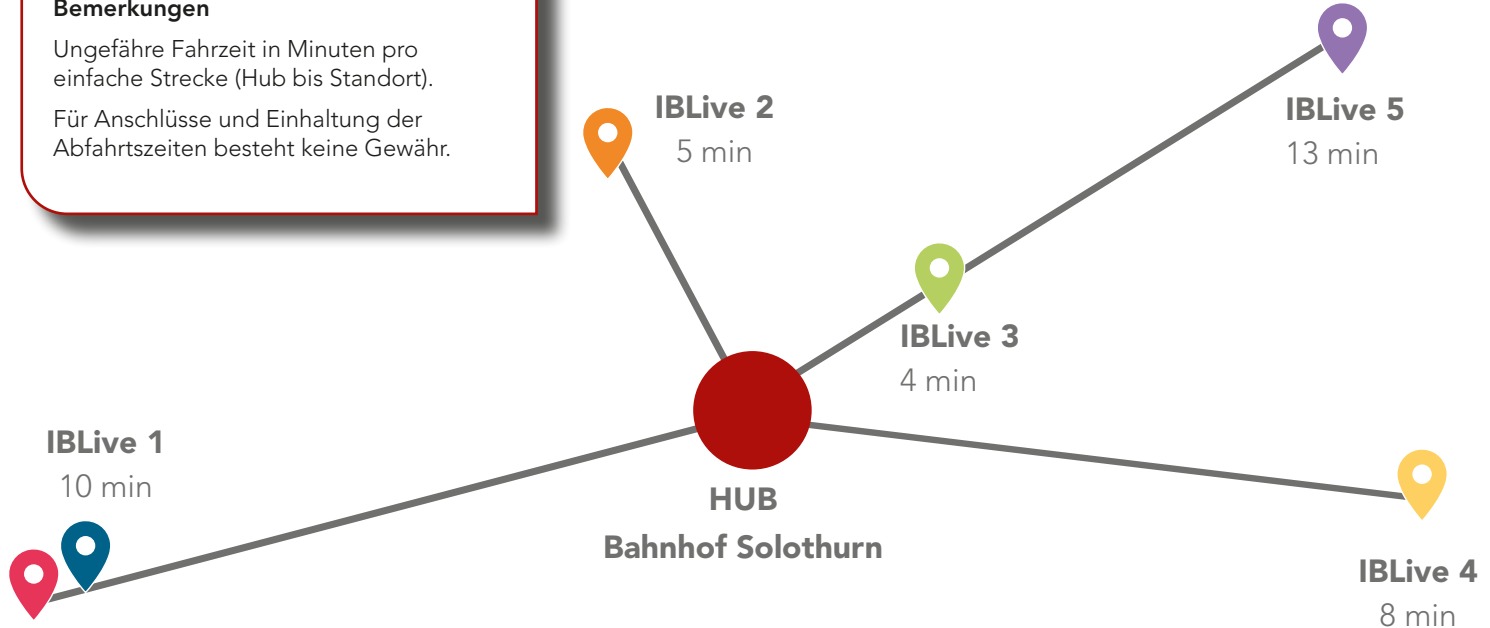 Bemerkungen
Ungefähre Fahrzeit in Minuten pro
einfache Strecke (Hub bis Standort).
Für Anschlüsse und Einhaltung der
Abfahrtszeiten besteht keine Gewähr.
IBLive 2
5 min
IBLive 5
13 min
IBLive 3
4 min
IBLive 1
10 min
HUB
Bahnhof Solothurn
IBLive 4
8 min